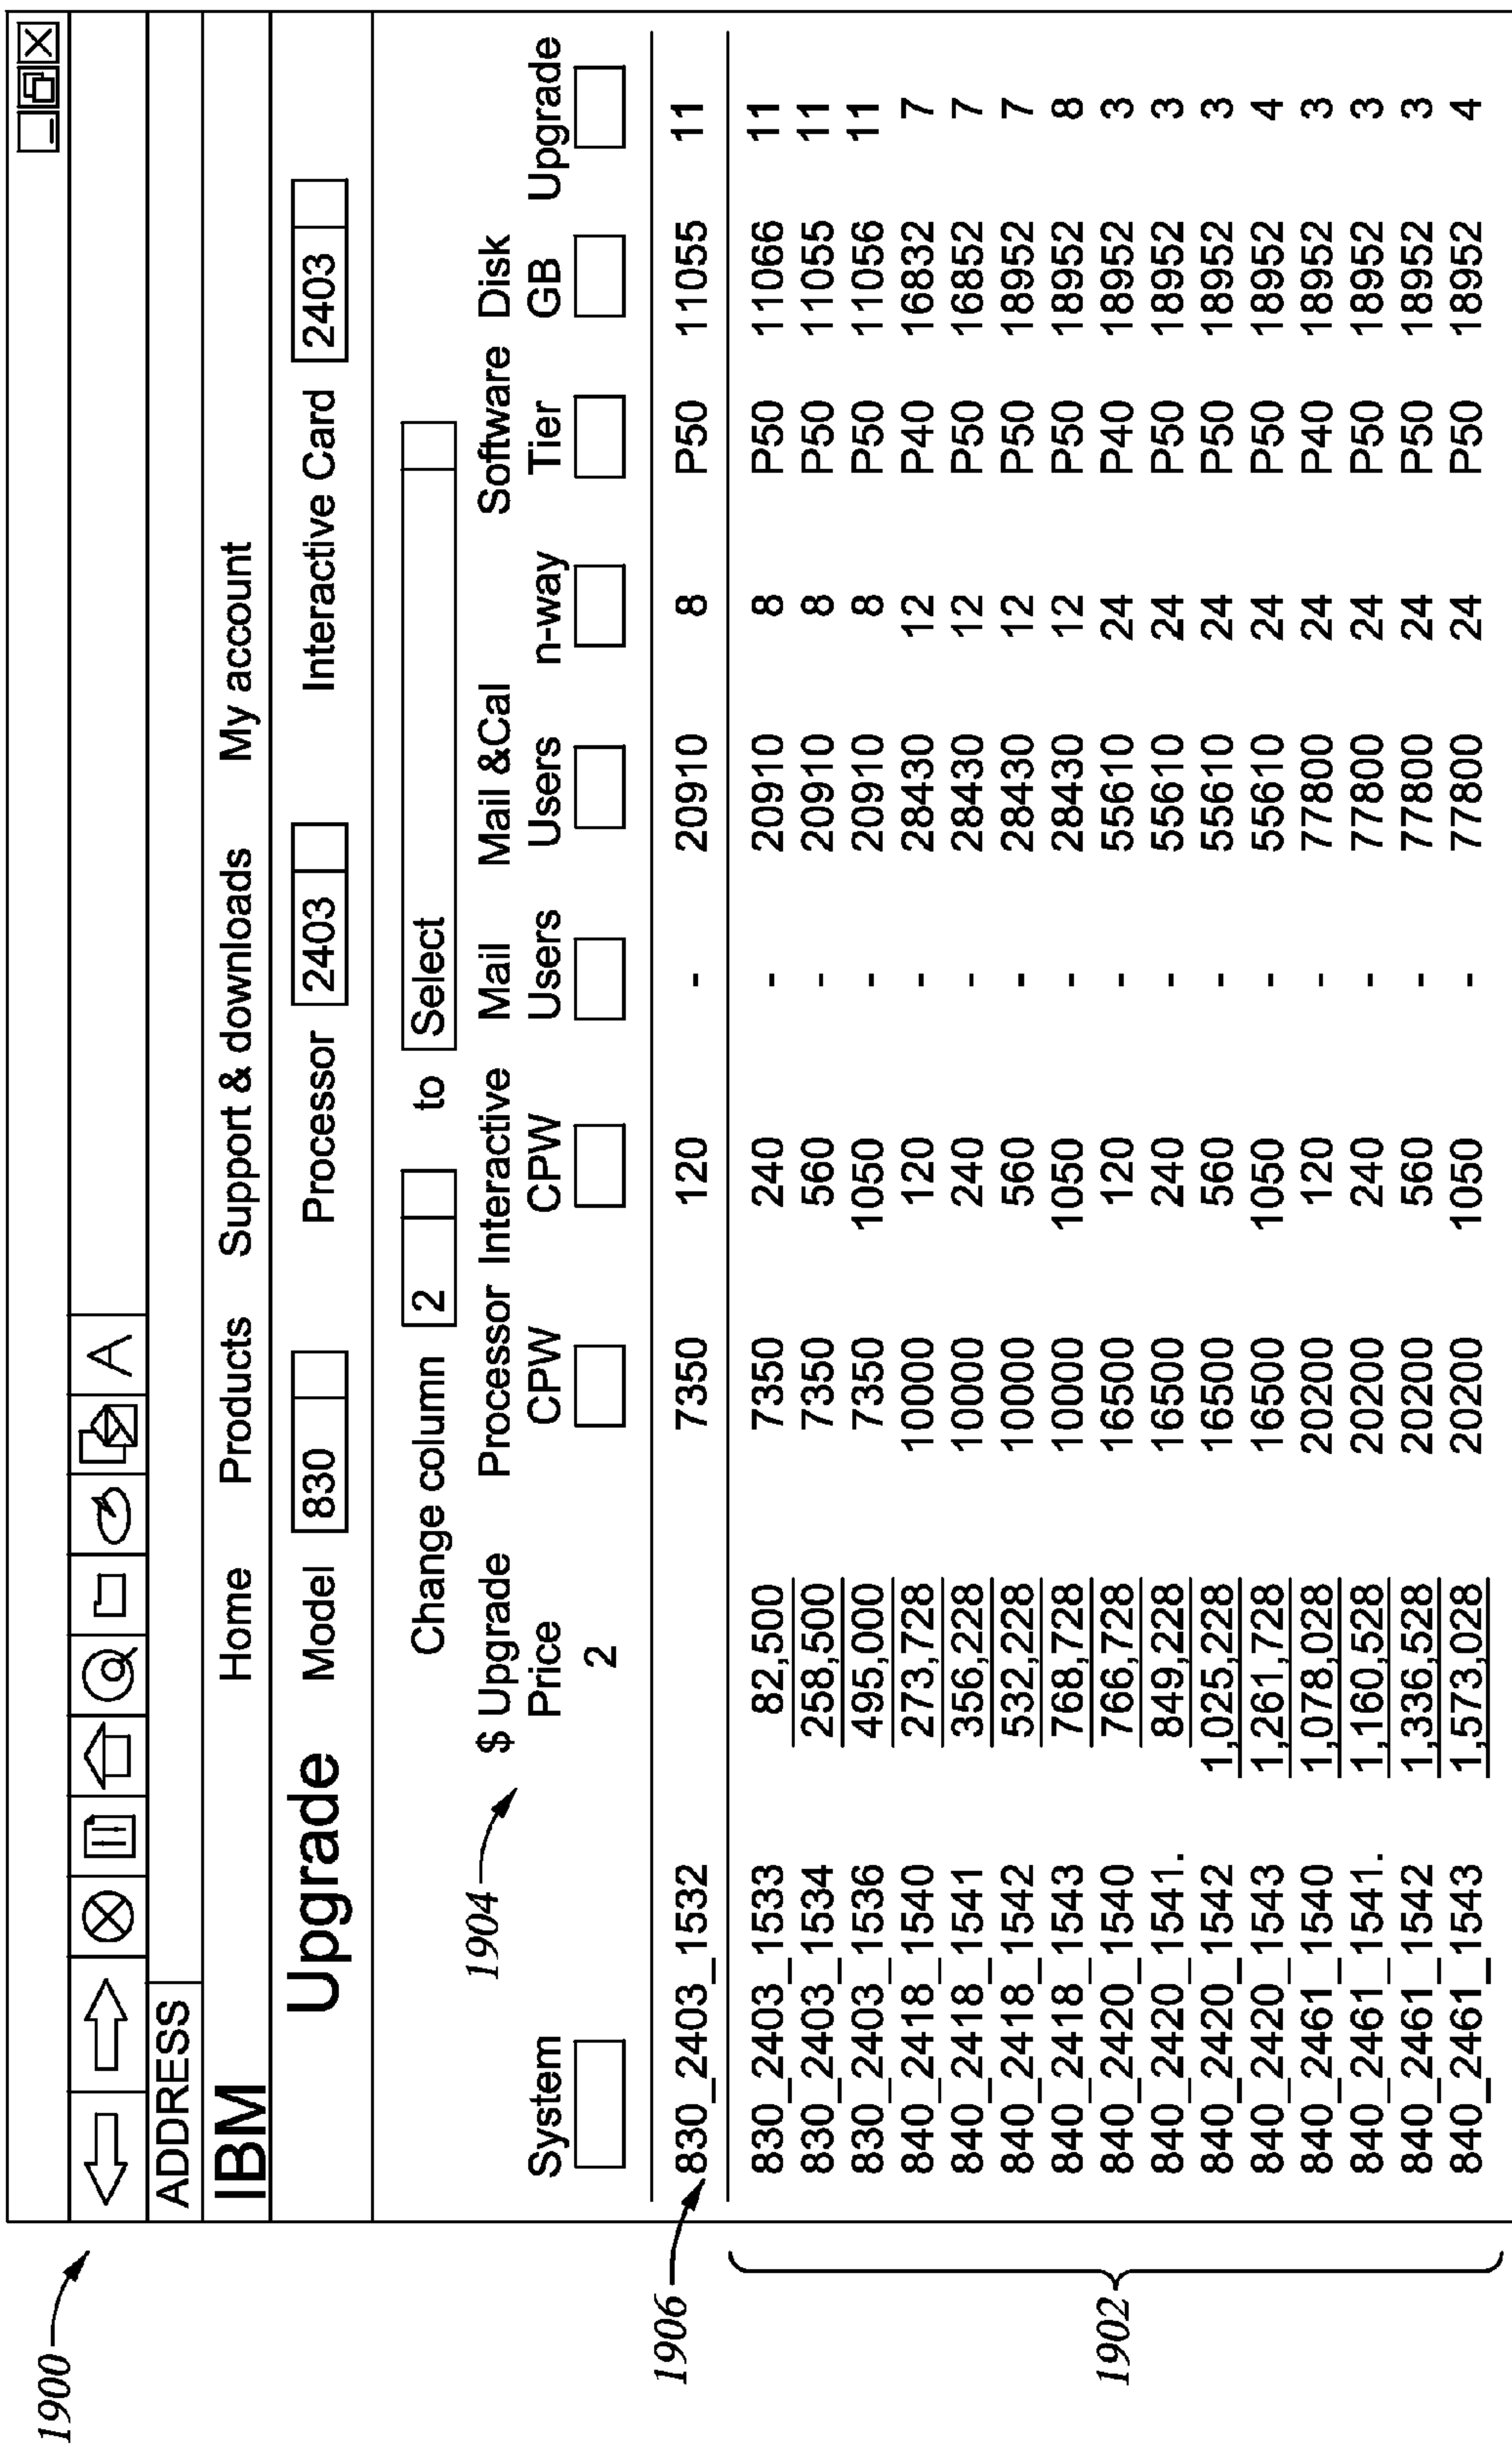 1900
ADDRESS
IBM Home Products Support & downloads My account
Upgrade Model 830 Processor 2403 Interactive Card 2403
Change column 2 to Select
1904 $ Upgrade Processor Interactive Mail Mail &Cal Software Disk
System Price CPW CPW Users Users n-way Tier GB Upgrade
2
1906 830_2403_1532 7350 120 - 20910 8 P50 11055 11
830_2403_1533 82,500 7350 240 - 20910 8 P50 11066 11
830_2403_1534 258,500 7350 560 - 20910 8 P50 11055 11
830_2403_1536 495,000 7350 1050 - 20910 8 P50 11056 11
840_2418_1540 273,728 10000 120 - 28430 12 P40 16832 7
840_2418_1541 356,228 10000 240 - 28430 12 P50 16852 7
840_2418_1542 532,228 10000 560 - 28430 12 P50 18952 7
840_2418_1543 768,728 10000 1050 - 28430 12 P50 18952 8
840_2420_1540 766,728 16500 120 - 55610 24 P40 18952 3
840_2420_1541. 849,228 16500 240 - 55610 24 P50 18952 3
840_2420_1542 1,025,228 16500 560 - 55610 24 P50 18952 3
840_2420_1543 1,261,728 16500 1050 - 55610 24 P50 18952 4
840_2461_1540 1,078,028 20200 120 - 77800 24 P40 18952 3
840_2461_1541. 1,160,528 20200 240 - 77800 24 P50 18952 3
840_2461_1542 1,336,528 20200 560 - 77800 24 P50 18952 3
840_2461_1543 1,573,028 20200 1050 - 77800 24 P50 18952 4
1902